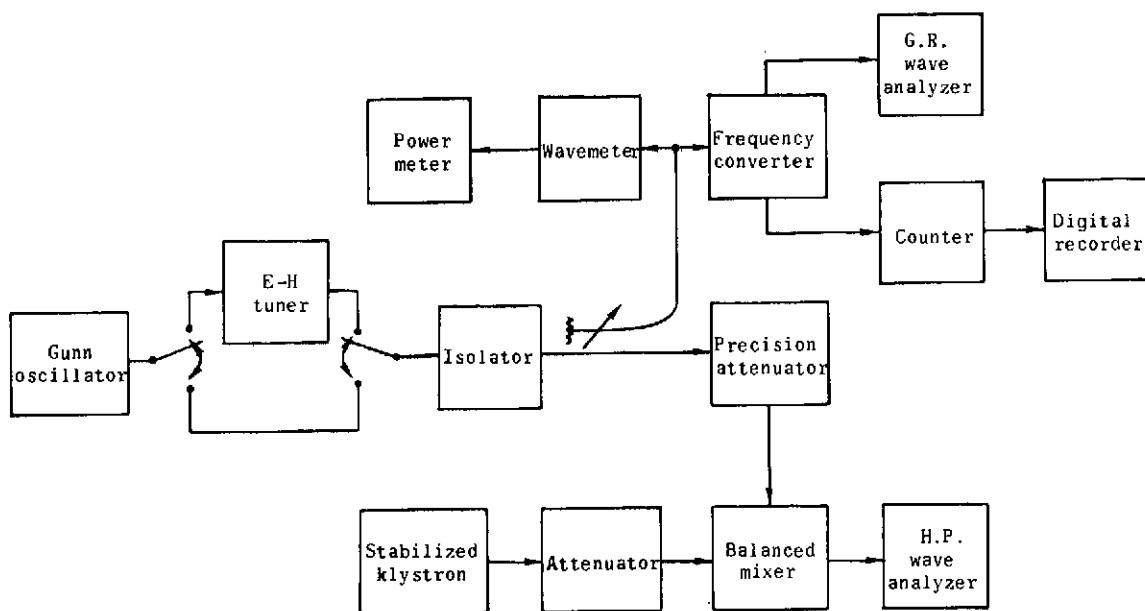 G.R.
wave
analyzer
Power
meter
Wavemeter
Frequency
converter
Counter
Digital
recorder
E-H
tuner
Gunn
oscillator
Isolator
Precision
attenuator
Stabilized
klystron
Attenuator
Balanced
mixer
H.P.
wave
analyzer